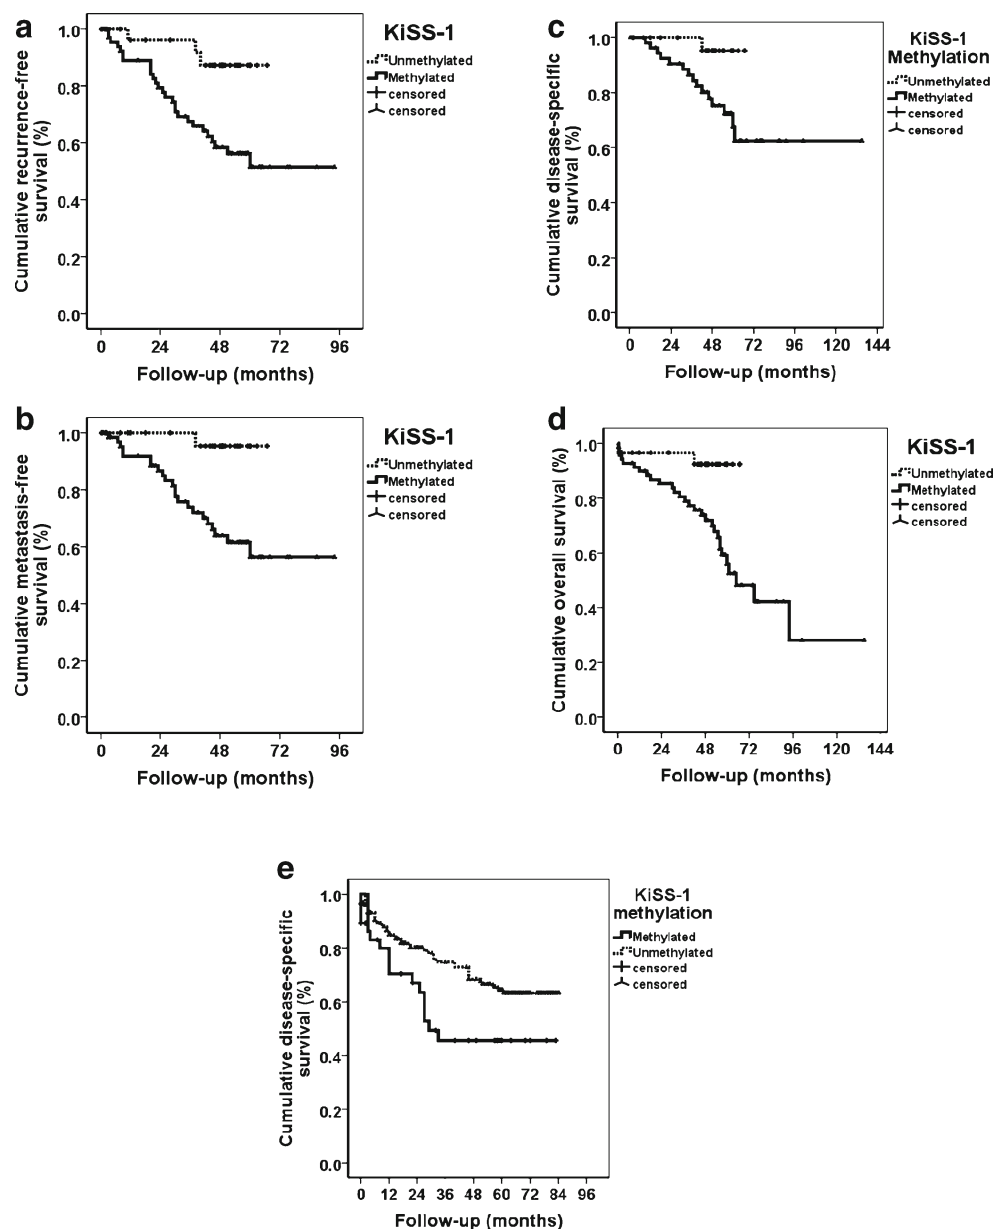 a
KiSS-1
Unmethylated
Methylated
censored
censored
Cumulative recurrence-free
survival (%)
1.0
0.8
0.6
0.4
0.2
0.0
0 24 48 72 96
Follow-up (months)
b
KiSS-1
Unmethylated
Methylated
censored
censored
Cumulative metastasis-free
survival (%)
1.0
0.8
0.6
0.4
0.2
0.0
0 24 48 72 96
Follow-up (months)
c
KiSS-1
Methylation
Unmethylated
Methylated
censored
censored
Cumulative disease-specific
survival (%)
1.0
0.8
0.6
0.4
0.2
0.0
0 24 48 72 96 120 144
Follow-up (months)
d
KiSS-1
Unmethylated
Methylated
censored
censored
Cumulative overall survival (%)
1.0
0.8
0.6
0.4
0.2
0.0
0 24 48 72 96 120 144
Follow-up (months)
e
KiSS-1
methylation
Methylated
Unmethylated
censored
censored
Cumulative disease-specific
survival (%)
1.0
0.8
0.6
0.4
0.2
0.0
0 12 24 36 48 60 72 84 96
Follow-up (months)